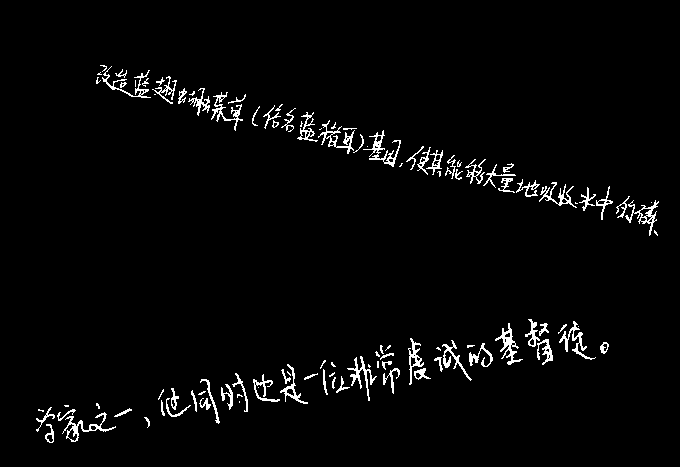 改造蓝翅蝴蝶草(俗名蓝猪耳)基因,使其能够大量地吸收水中的磷
学家之一,他同时也是一位非常虔诚的基督徒。